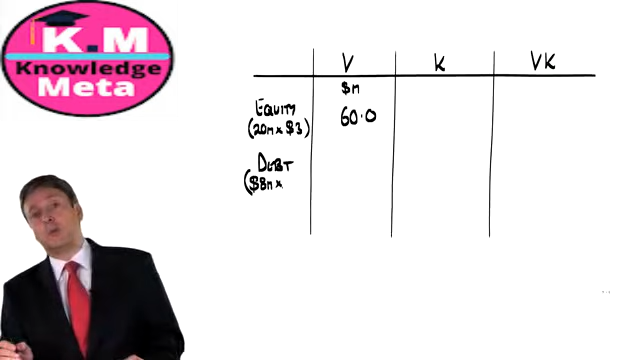 K.M
Knowledge
Meta
V K VK
$m
EQUITY 60.0
(20m x $3)
DEBT
($8m x